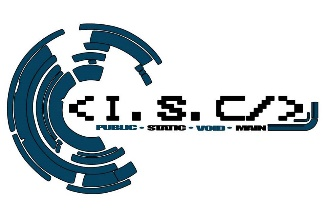 <I.S.C/>
PUBLIC - STATIC - VOID - MAIN